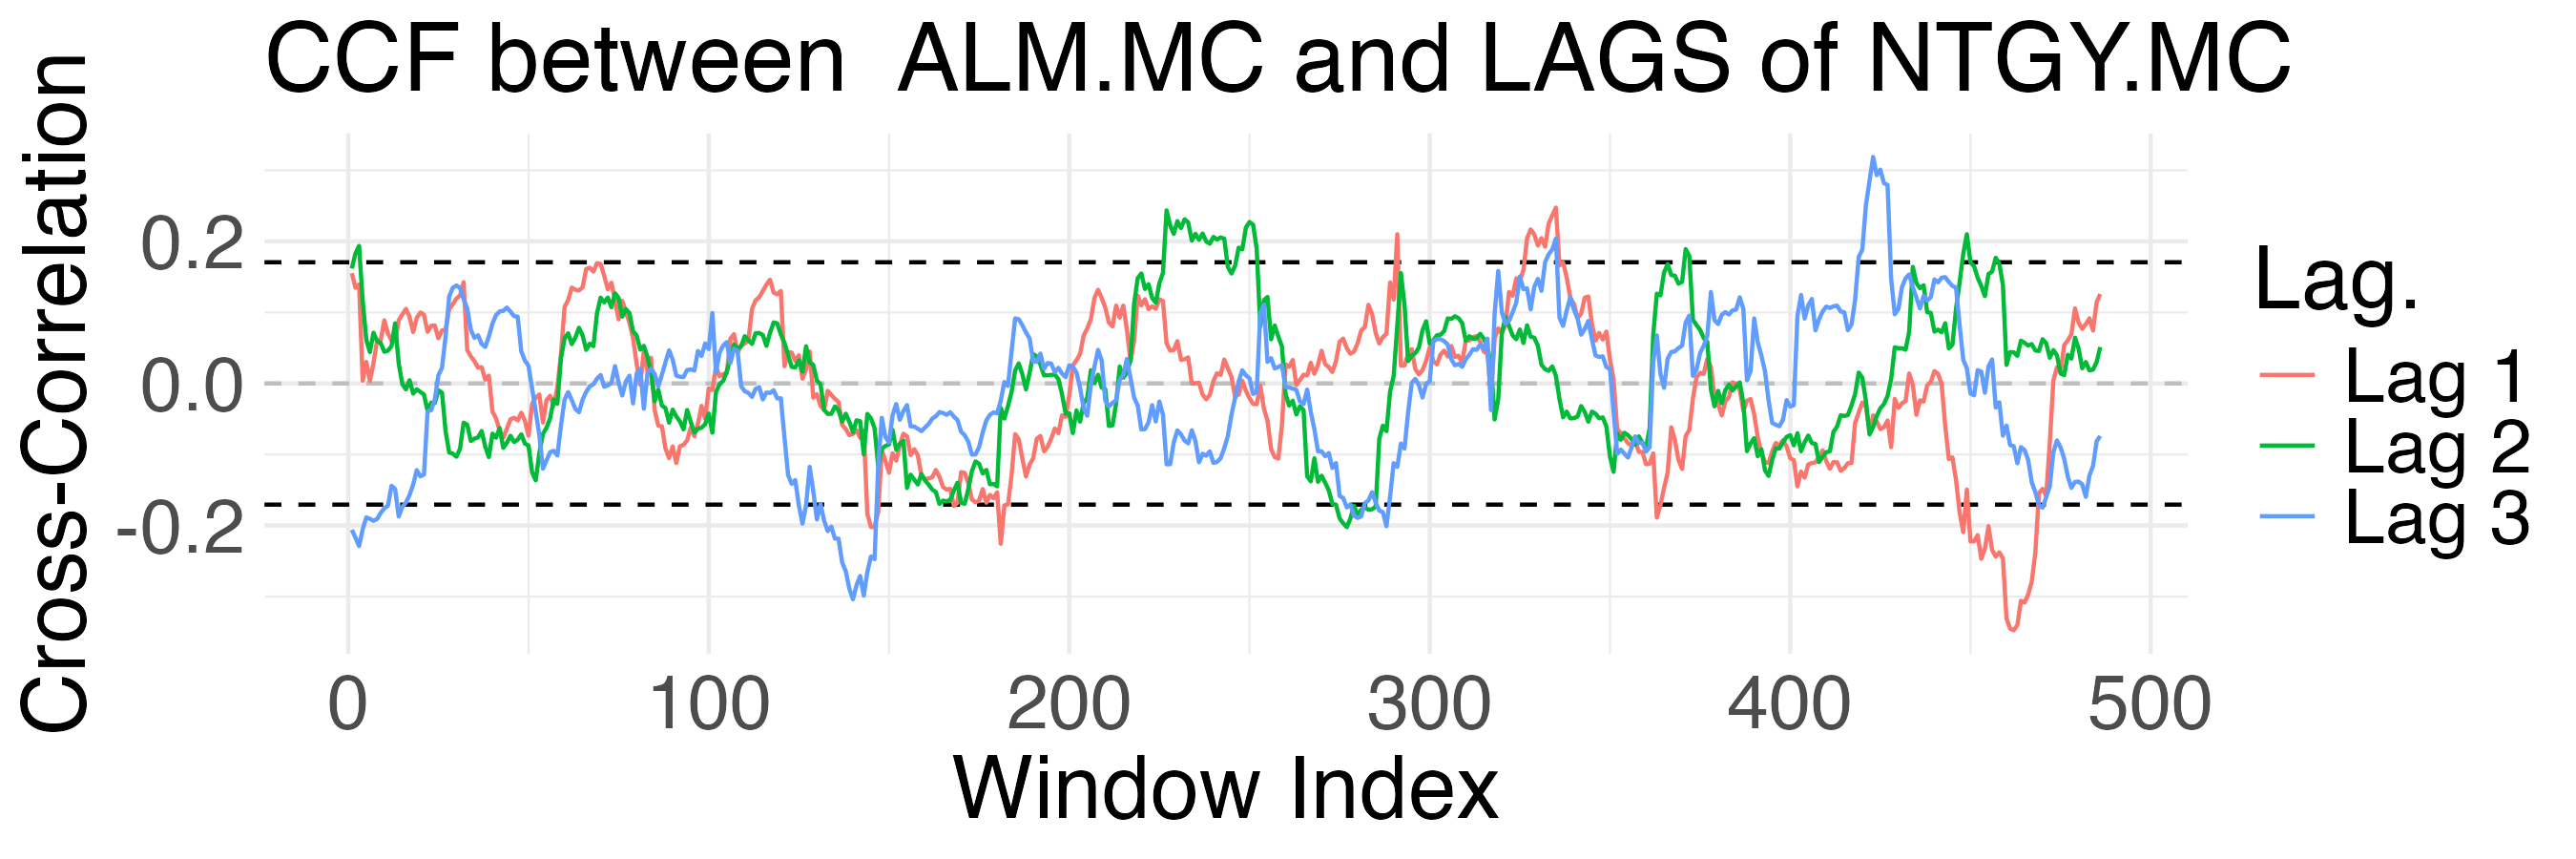 CCF between  ALM.MC and LAGS of NTGY.MC
Cross-Correlation
0.2
0.0
-0.2
0 100 200 300 400 500
Window Index
Lag.
Lag 1
Lag 2
Lag 3